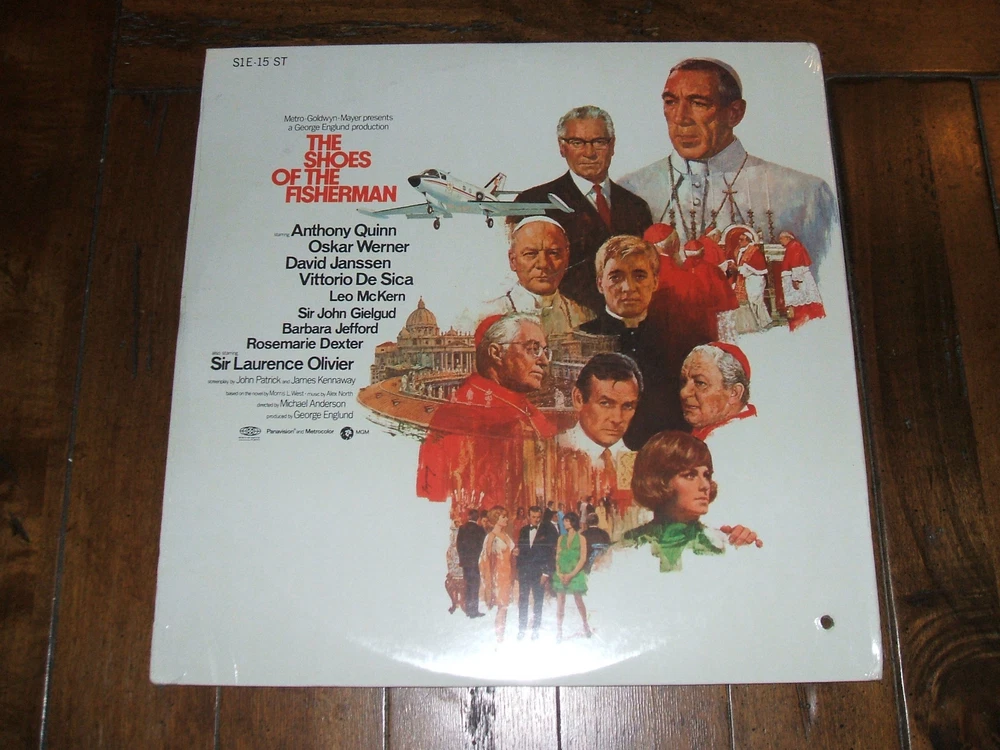 S1E-15 ST
Metro-Goldwyn-Mayer presents
a George Englund production
THE
SHOES
OF THE
FISHERMAN
starring Anthony Quinn
Oskar Werner
David Janssen
Vittorio De Sica
Leo McKern
Sir John Gielgud
Barbara Jefford
Rosemarie Dexter
also starring
Sir Laurence Olivier
screenplay by John Patrick and James Kennaway
based on the novel by Morris L. West · music by Alex North
directed by Michael Anderson
produced by George Englund
Panavision® and Metrocolor MGM